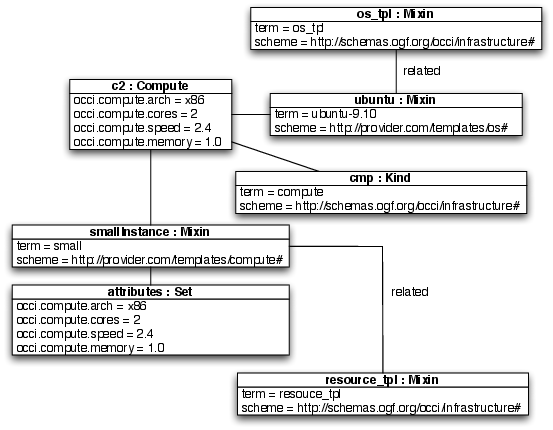 os_tpl : Mixin
term = os_tpl
scheme = http://schemas.ogf.org/occi/infrastructure#
related
c2 : Compute
occi.compute.arch = x86
occi.compute.cores = 2
occi.compute.speed = 2.4
occi.compute.memory = 1.0
ubuntu : Mixin
term = ubuntu-9.10
scheme = http://provider.com/templates/os#
cmp : Kind
term = compute
scheme = http://schemas.ogf.org/occi/infrastructure#
smallInstance : Mixin
term = small
scheme = http://provider.com/templates/compute#
attributes : Set
occi.compute.arch = x86
occi.compute.cores = 2
occi.compute.speed = 2.4
occi.compute.memory = 1.0
related
resource_tpl : Mixin
term = resouce_tpl
scheme = http://schemas.ogf.org/occi/infrastructure#